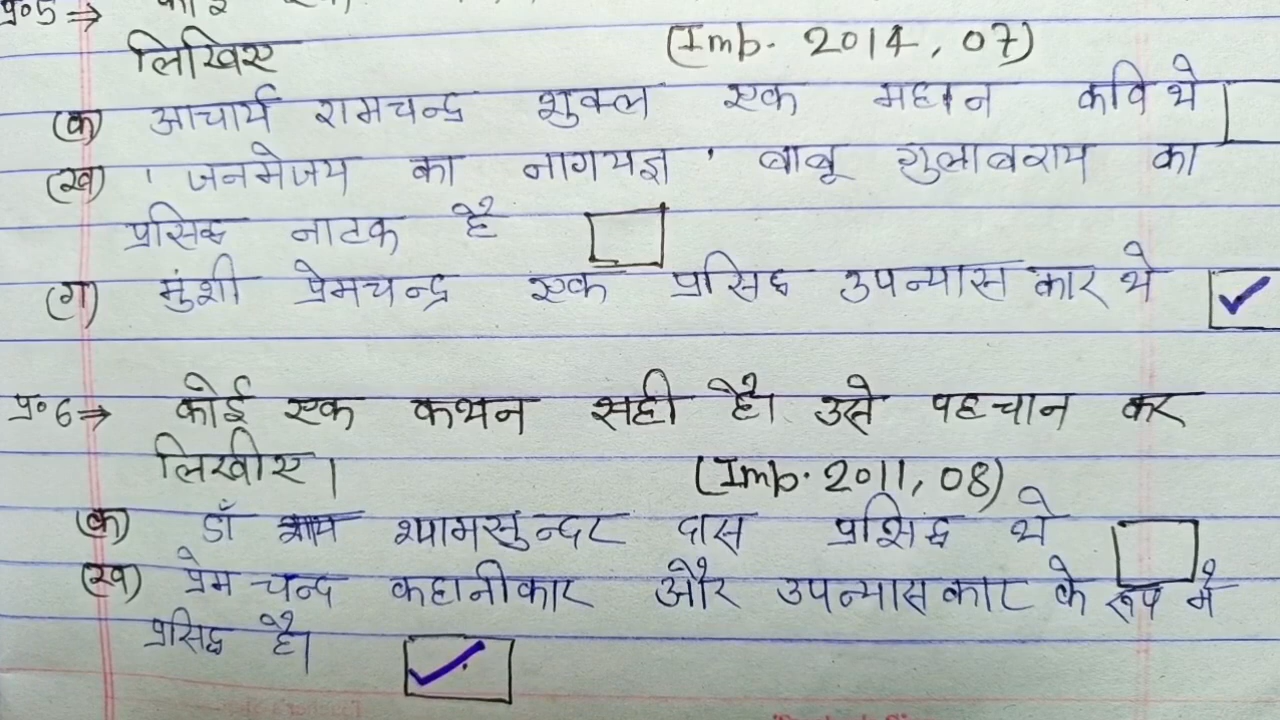 प्र०5 ⇒ कोई एक
लिखिए (Imp. 2014, 07)
(क) आचार्य रामचन्द्र शुक्ल एक महान कवि थे
(ख) ' जनमेजय का नागयज्ञ ' बाबू गुलाबराय का
प्रसिद्ध नाटक है
(ग) मुंशी प्रेमचन्द्र एक प्रसिद्ध उपन्यासकार थे ✓
प्र०6 ⇒ कोई एक कथन सही है। उसे पहचान कर
लिखीए। (Imp. 2011, 08)
(क) डॉ श्यामसुन्दर दास प्रसिद्ध थे
(ख) प्रेमचन्द कहानीकार और उपन्यासकार के रूप में
प्रसिद्ध है। ✓